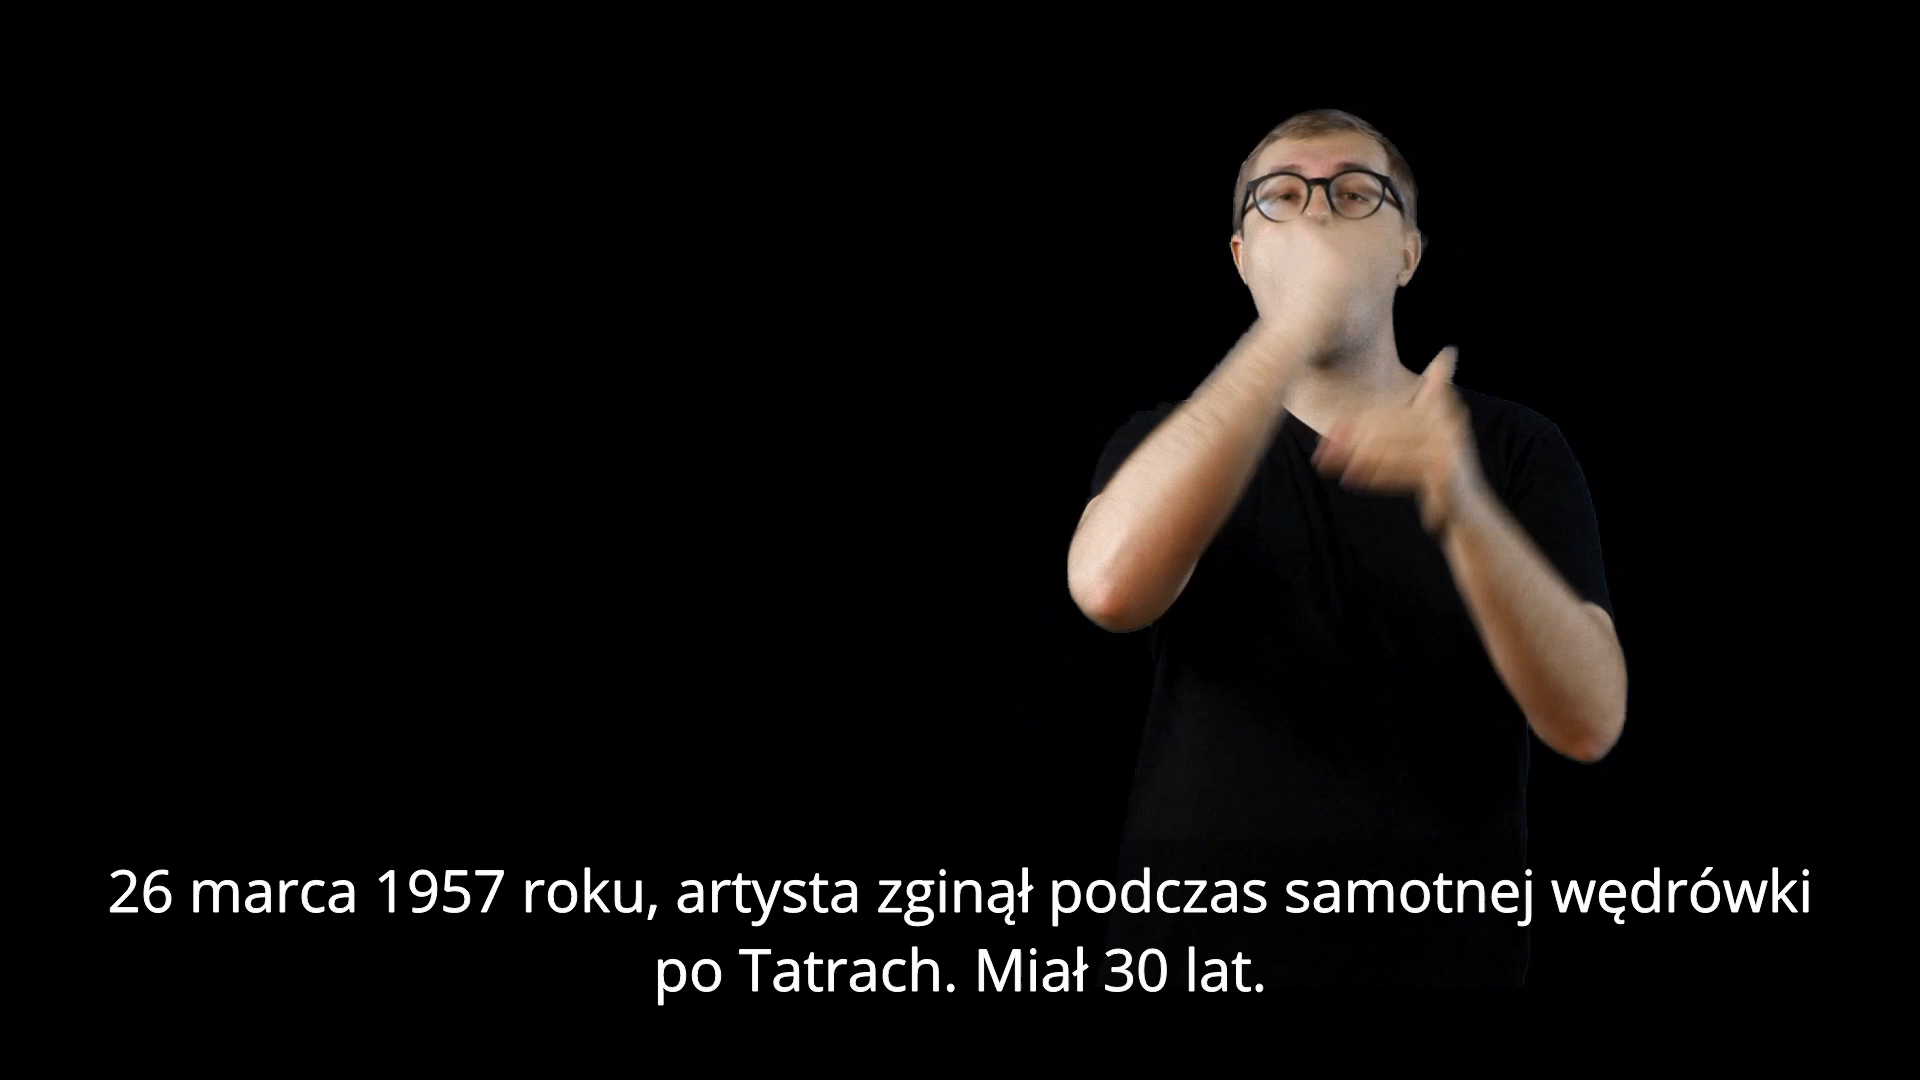 26 marca 1957 roku, artysta zginął podczas samotnej wędrówki
po Tatrach. Miał 30 lat.